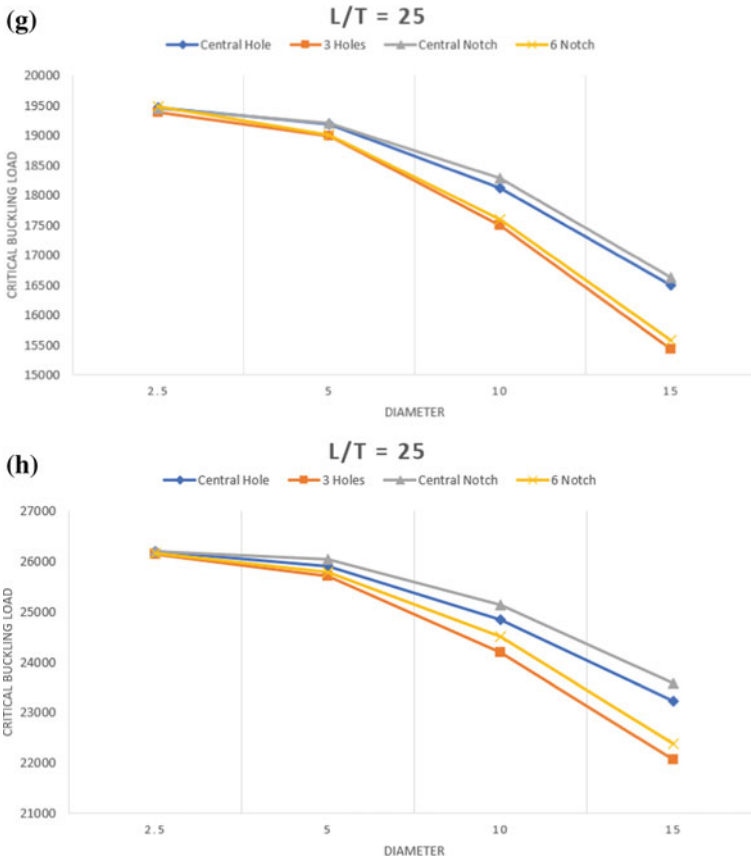 (g)
L/T = 25
Central Hole 3 Holes Central Notch 6 Notch
20000
19500
19000
18500
18000
17500
17000
16500
16000
15500
15000
CRITICAL BUCKLING LOAD
2.5 5 10 15
DIAMETER
(h)
L/T = 25
Central Hole 3 Holes Central Notch 6 Notch
27000
26000
25000
24000
23000
22000
21000
CRITICAL BUCKLING LOAD
2.5 5 10 15
DIAMETER